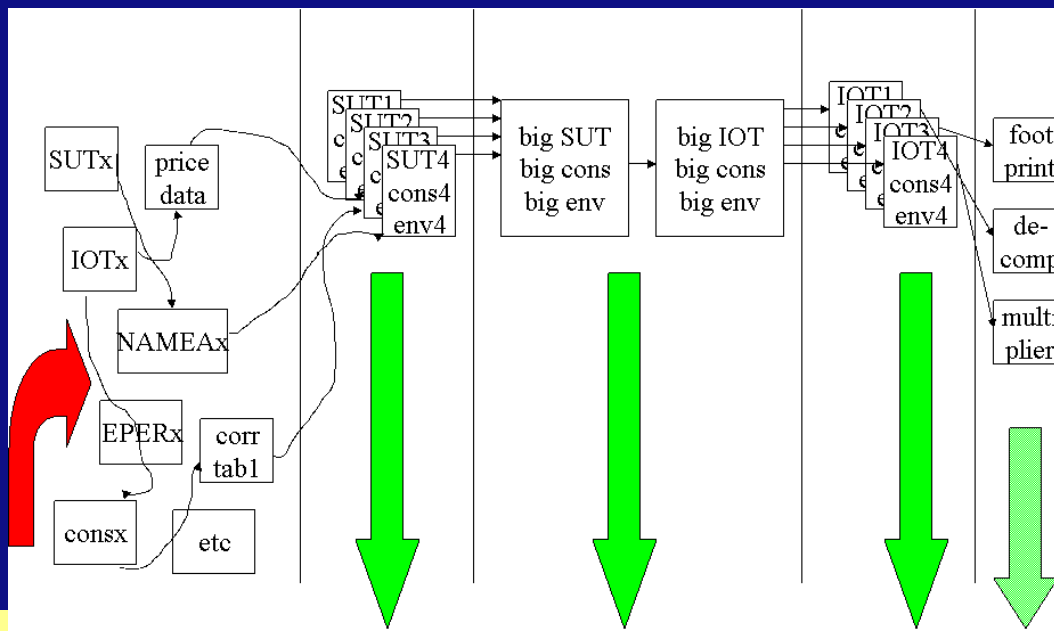 SUTx
price
data
IOTx
NAMEAx
EPERx
corr
tab1
consx
etc
SUT1
SUT2
SUT3
SUT4
cons4
env4
big SUT
big cons
big env
big IOT
big cons
big env
IOT1
IOT2
IOT3
IOT4
cons4
env4
foot
print
de-
comp
multi
plier